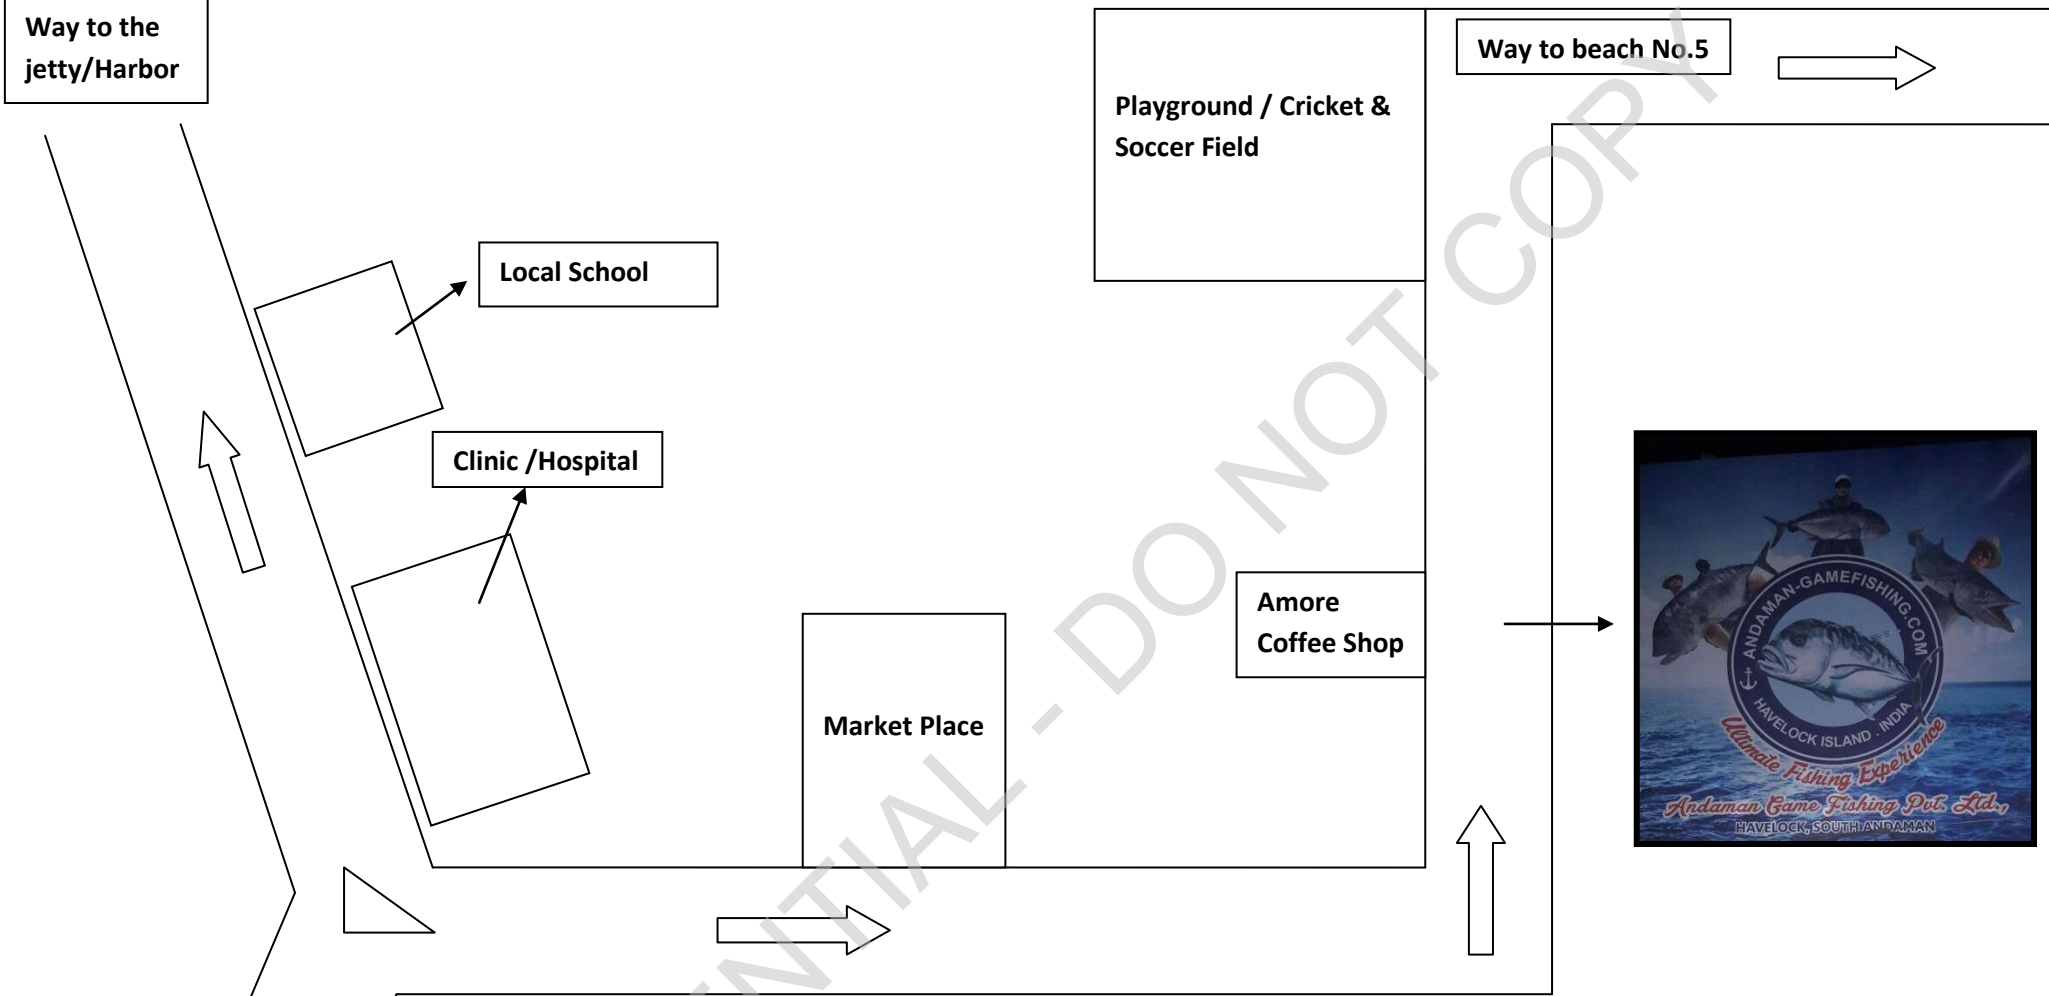 Way to the
jetty/Harbor
Way to beach No.5
Playground / Cricket &
Soccer Field
Local School
Clinic /Hospital
Amore
Coffee Shop
Market Place
ANDAMAN-GAMEFISHING.COM
HAVELOCK ISLAND . INDIA
Ultimate Fishing Experience
Andaman Game Fishing Pvt. Ltd.,
HAVELOCK, SOUTH ANDAMAN
NTIAL - DO NOT COPY